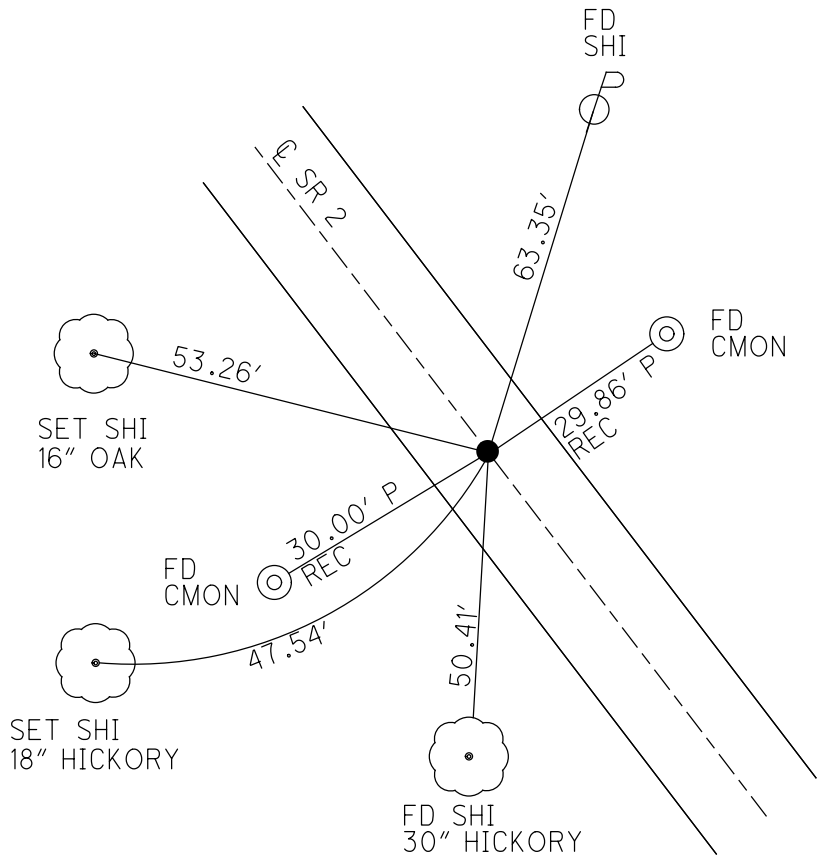 FD
SHI
℄ SR 2
63.35′
FD
CMON
53.26′
29.86′ P
REC
SET SHI
16″ OAK
30.00′ P
REC
FD
CMON
47.54′
50.41′
SET SHI
18″ HICKORY
FD SHI
30″ HICKORY